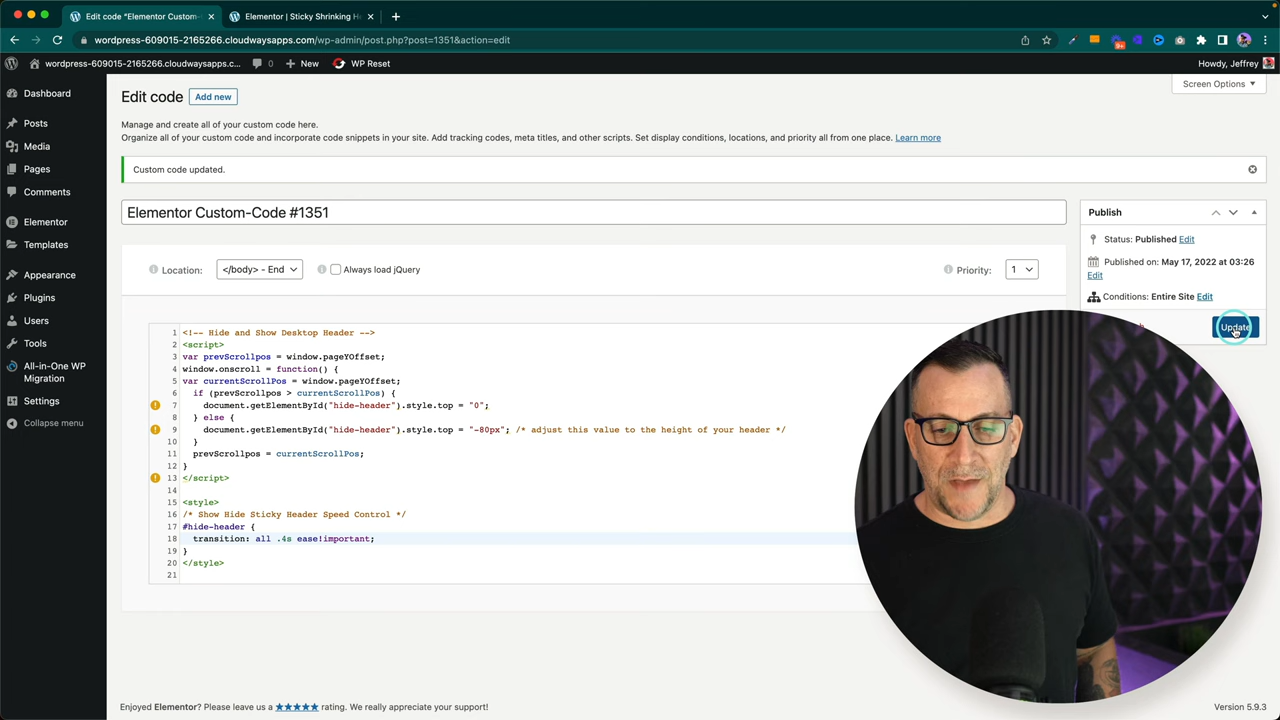 Edit code "Elementor Custom-
Elementor | Sticky Shrinking H
wordpress-609015-2165266.cloudwaysapps.com/wp-admin/post.php?post=1351&action=edit
wordpress-609015-2165266.cloudwaysapps.c...
0
New
WP Reset
Howdy, Jeffrey
Dashboard
Posts
Media
Pages
Comments
Elementor
Templates
Appearance
Plugins
Users
Tools
All-in-One WP
Migration
Settings
Collapse menu
Screen Options
Edit code
Add new
Manage and create all of your custom code here.
Organize all of your custom code and incorporate code snippets in your site. Add tracking codes, meta titles, and other scripts. Set display conditions, locations, and priority all from one place. Learn more
Custom code updated.
Elementor Custom-Code #1351
Location:
</body> - End
Always load jQuery
Priority:
1
1 <!-- Hide and Show Desktop Header -->
2 <script>
3 var prevScrollpos = window.pageYOffset;
4 window.onscroll = function() {
5 var currentScrollPos = window.pageYOffset;
6 if (prevScrollpos > currentScrollPos) {
7 document.getElementById("hide-header").style.top = "0";
8 } else {
9 document.getElementById("hide-header").style.top = "-80px"; /* adjust this value to the height of your header */
10 }
11 prevScrollpos = currentScrollPos;
12 }
13 </script>
14
15 <style>
16 /* Show Hide Sticky Header Speed Control */
17 #hide-header {
18 transition: all .4s ease!important;
19 }
20 </style>
21
Publish
Status: Published Edit
Published on: May 17, 2022 at 03:26
Edit
Conditions: Entire Site Edit
Update
Enjoyed Elementor? Please leave us a ★★★★★ rating. We really appreciate your support!
Version 5.9.3